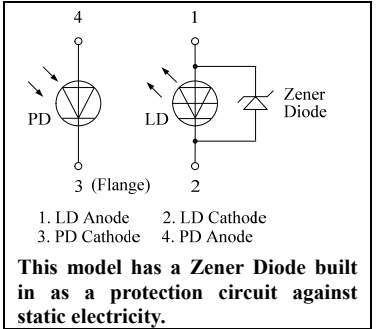 4 1
PD LD Zener
Diode
3 (Flange) 2
1. LD Anode 2. LD Cathode
3. PD Cathode 4. PD Anode
This model has a Zener Diode built
in as a protection circuit against
static electricity.